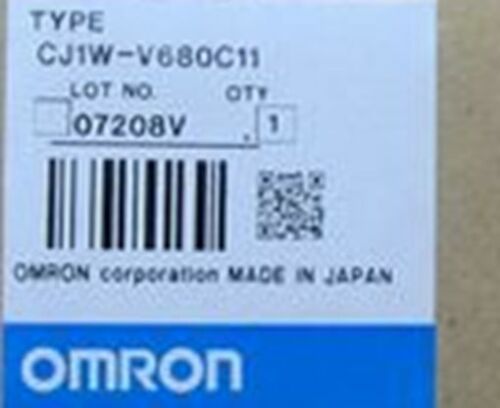 TYPE
CJ1W-V680C11
LOT NO. QTY
07208V 1
OMRON corporation MADE IN JAPAN
OMRON